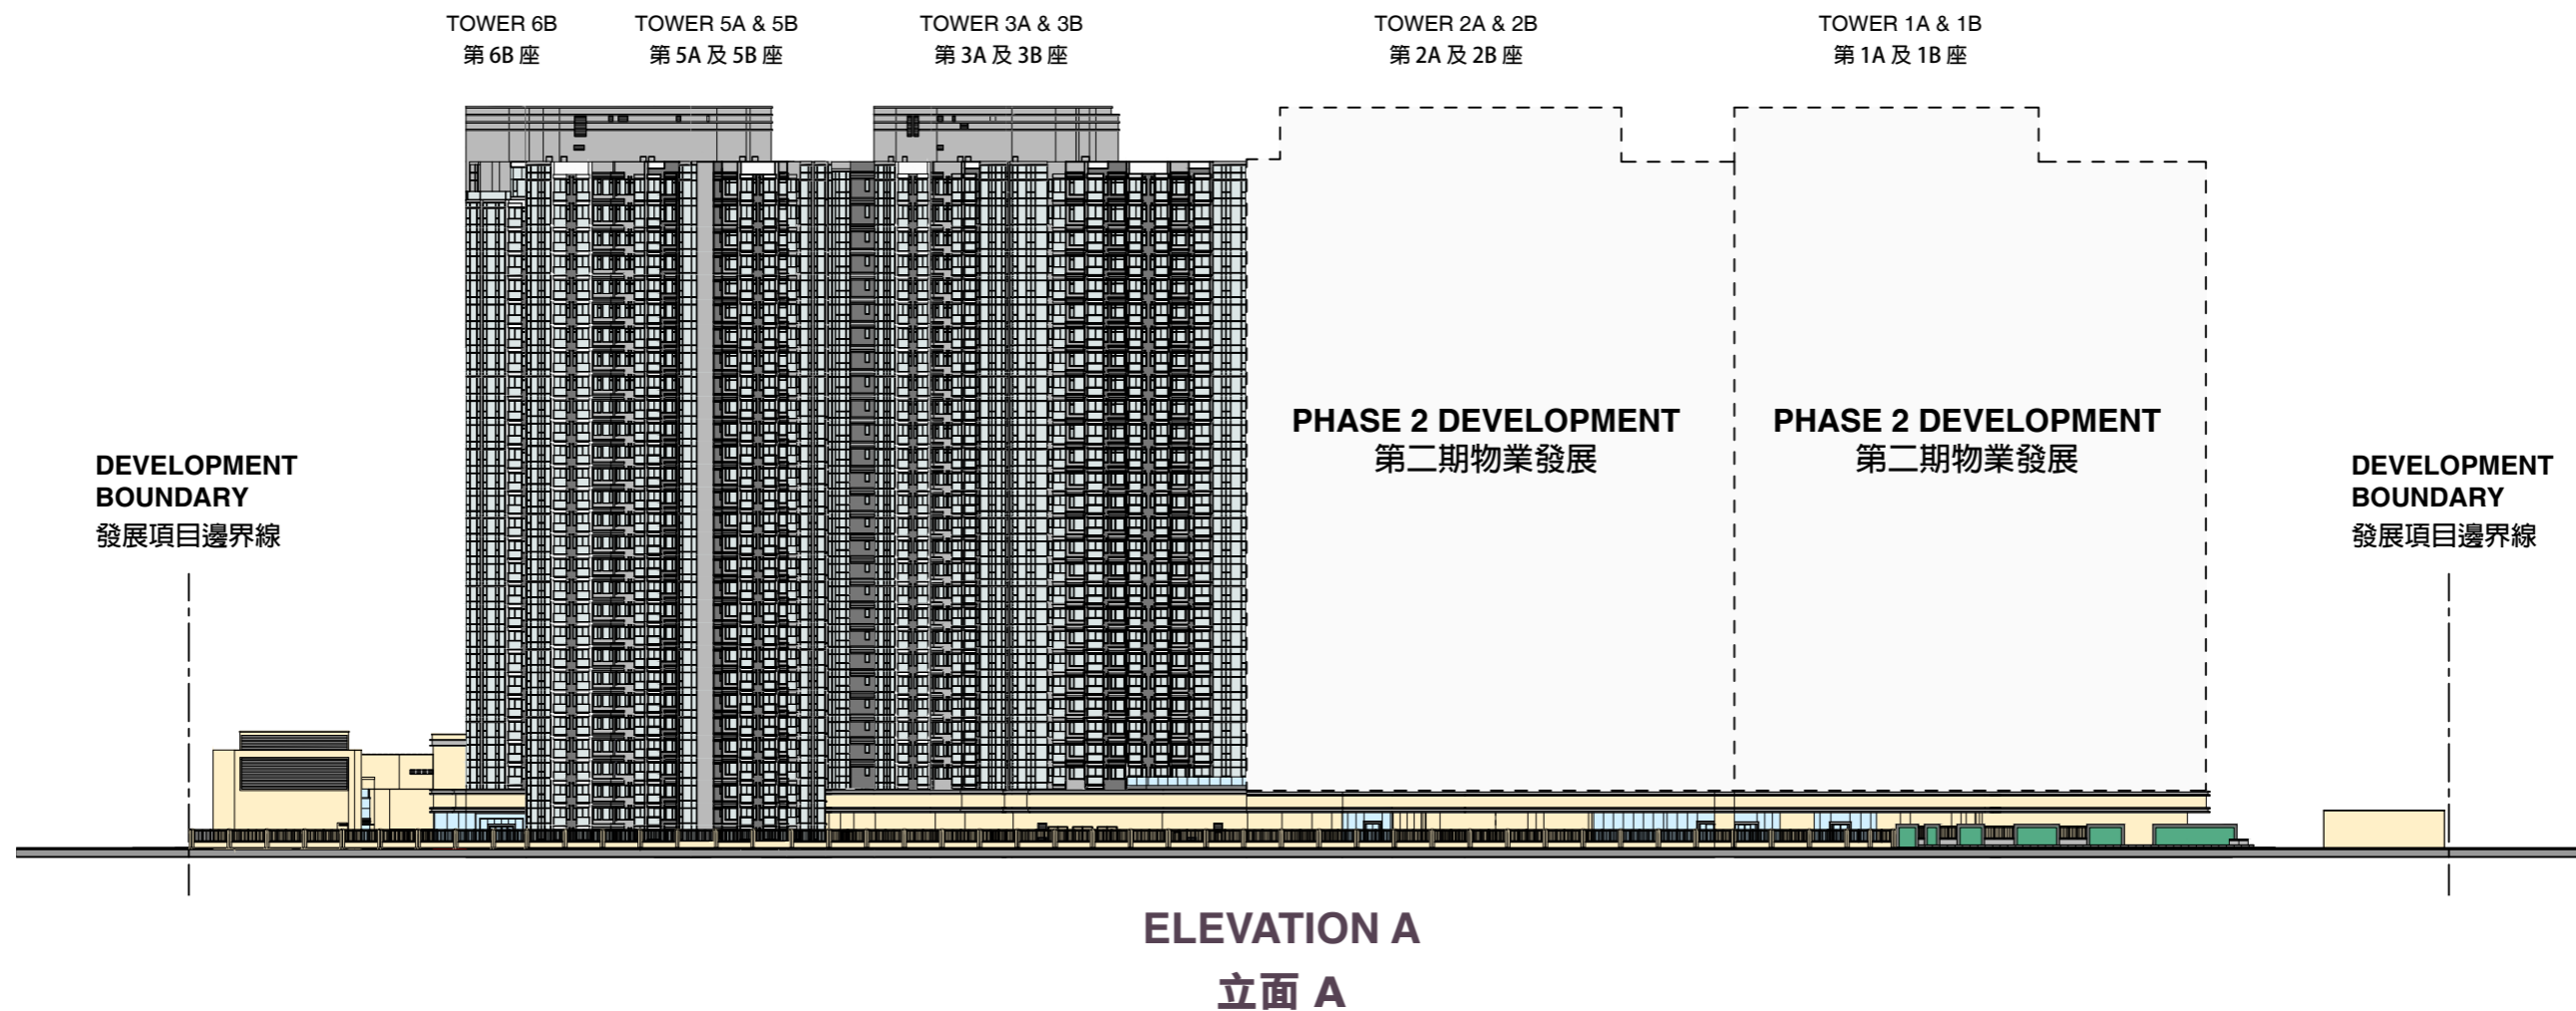 TOWER 6B
第 6B 座
TOWER 5A & 5B
第 5A 及 5B 座
TOWER 3A & 3B
第 3A 及 3B 座
TOWER 2A & 2B
第 2A 及 2B 座
TOWER 1A & 1B
第 1A 及 1B 座
PHASE 2 DEVELOPMENT
第二期物業發展
PHASE 2 DEVELOPMENT
第二期物業發展
DEVELOPMENT
BOUNDARY
發展項目邊界線
DEVELOPMENT
BOUNDARY
發展項目邊界線
ELEVATION A
立面 A